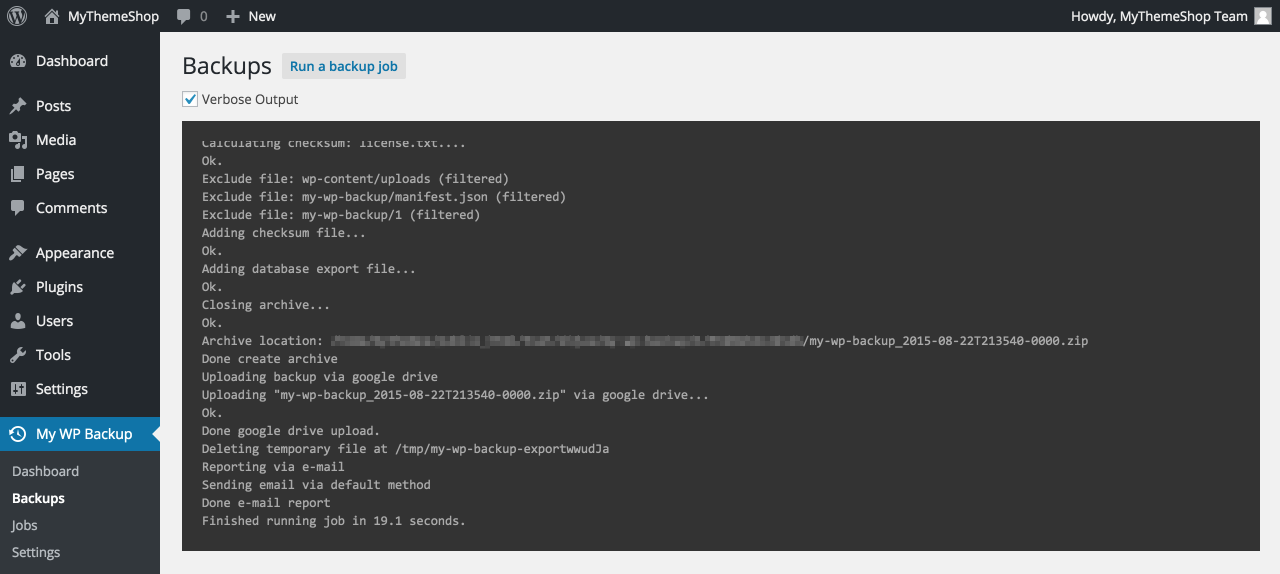 MyThemeShop 0 + New Howdy, MyThemeShop Team
Dashboard
Posts
Media
Pages
Comments
Appearance
Plugins
Users
Tools
Settings
My WP Backup
Dashboard
Backups
Jobs
Settings
Backups Run a backup job
Verbose Output
Calculating checksum: license.txt....
Ok.
Exclude file: wp-content/uploads (filtered)
Exclude file: my-wp-backup/manifest.json (filtered)
Exclude file: my-wp-backup/1 (filtered)
Adding checksum file...
Ok.
Adding database export file...
Ok.
Closing archive...
Ok.
Archive location: /my-wp-backup_2015-08-22T213540-0000.zip
Done create archive
Uploading backup via google drive
Uploading "my-wp-backup_2015-08-22T213540-0000.zip" via google drive...
Ok.
Done google drive upload.
Deleting temporary file at /tmp/my-wp-backup-exportwwudJa
Reporting via e-mail
Sending email via default method
Done e-mail report
Finished running job in 19.1 seconds.